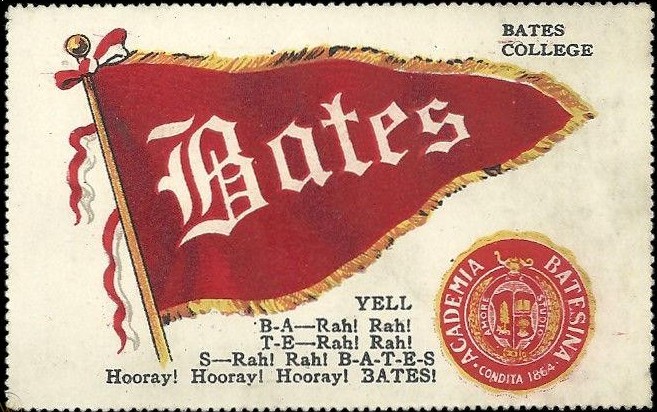 BATES
COLLEGE
Bates
YELL
B-A—Rah! Rah!
T-E—Rah! Rah!
S—Rah! Rah! B-A-T-E-S
Hooray! Hooray! Hooray! BATES!
ACADEMIA BATESINA
AMORE STUDIO
· CONDITA 1864 ·